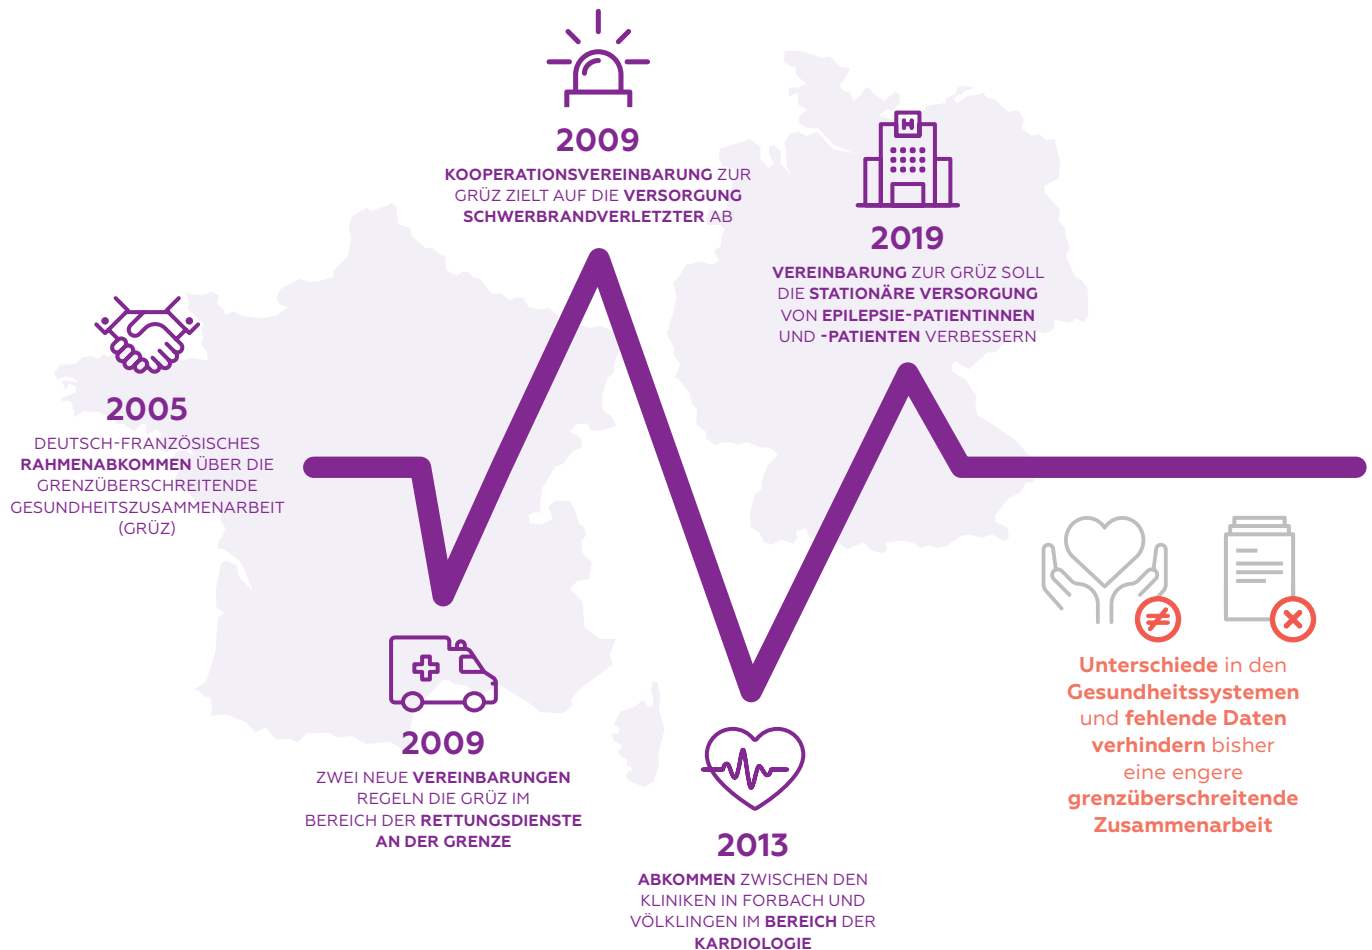 2005
DEUTSCH-FRANZÖSISCHES
RAHMENABKOMMEN ÜBER DIE
GRENZÜBERSCHREITENDE
GESUNDHEITSZUSAMMENARBEIT
(GRÜZ)
2009
ZWEI NEUE VEREINBARUNGEN
REGELN DIE GRÜZ IM
BEREICH DER RETTUNGSDIENSTE
AN DER GRENZE
2009
KOOPERATIONSVEREINBARUNG ZUR
GRÜZ ZIELT AUF DIE VERSORGUNG
SCHWERBRANDVERLETZTER AB
2013
ABKOMMEN ZWISCHEN DEN
KLINIKEN IN FORBACH UND
VÖLKLINGEN IM BEREICH DER
KARDIOLOGIE
H
2019
VEREINBARUNG ZUR GRÜZ SOLL
DIE STATIONÄRE VERSORGUNG
VON EPILEPSIE-PATIENTINNEN
UND -PATIENTEN VERBESSERN
Unterschiede in den
Gesundheitssystemen
und fehlende Daten
verhindern bisher
eine engere
grenzüberschreitende
Zusammenarbeit